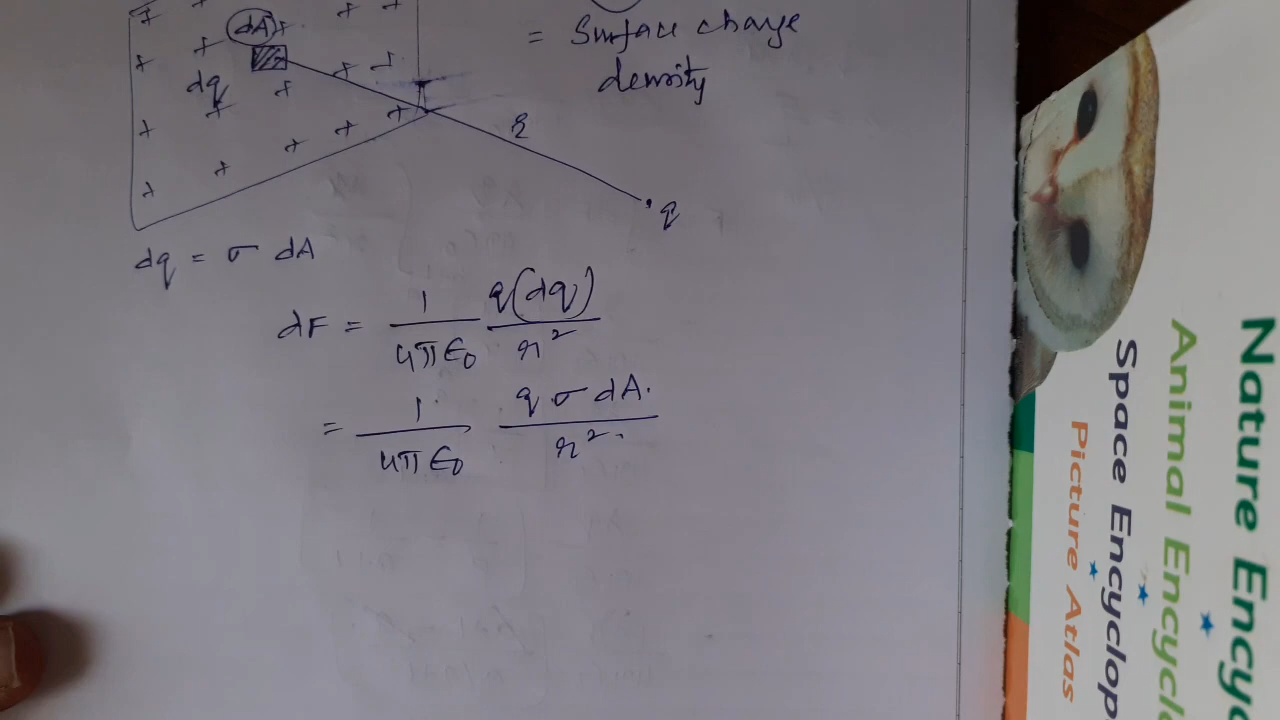 dA
= Surface charge
density
dq
r
q
dq = σ dA
dF = 1/4πϵ₀ q(dq)/r²
= 1/4πϵ₀ q σ dA/r²
Nature Ency
Animal Encycl
Space Encyclop
Picture Atlas